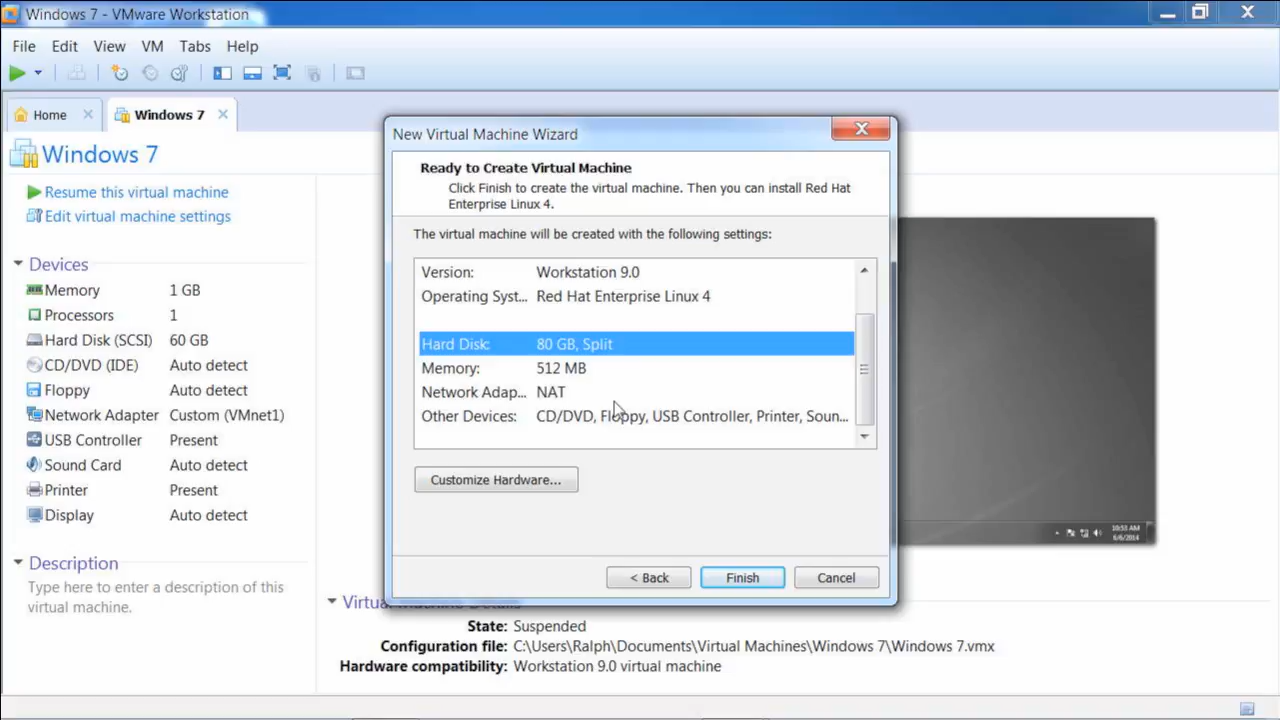 Windows 7 - VMware Workstation
File Edit View VM Tabs Help
Home Windows 7
Windows 7
Resume this virtual machine
Edit virtual machine settings
Devices
Memory 1 GB
Processors 1
Hard Disk (SCSI) 60 GB
CD/DVD (IDE) Auto detect
Floppy Auto detect
Network Adapter Custom (VMnet1)
USB Controller Present
Sound Card Auto detect
Printer Present
Display Auto detect
Description
Type here to enter a description of this
virtual machine.
New Virtual Machine Wizard
Ready to Create Virtual Machine
Click Finish to create the virtual machine. Then you can install Red Hat
Enterprise Linux 4.
The virtual machine will be created with the following settings:
Version: Workstation 9.0
Operating Syst... Red Hat Enterprise Linux 4
Hard Disk: 80 GB, Split
Memory: 512 MB
Network Adap... NAT
Other Devices: CD/DVD, Floppy, USB Controller, Printer, Soun...
Customize Hardware...
< Back Finish Cancel
10:53 AM
6/6/2014
Virtual Machine Details
State: Suspended
Configuration file: C:\Users\Ralph\Documents\Virtual Machines\Windows 7\Windows 7.vmx
Hardware compatibility: Workstation 9.0 virtual machine